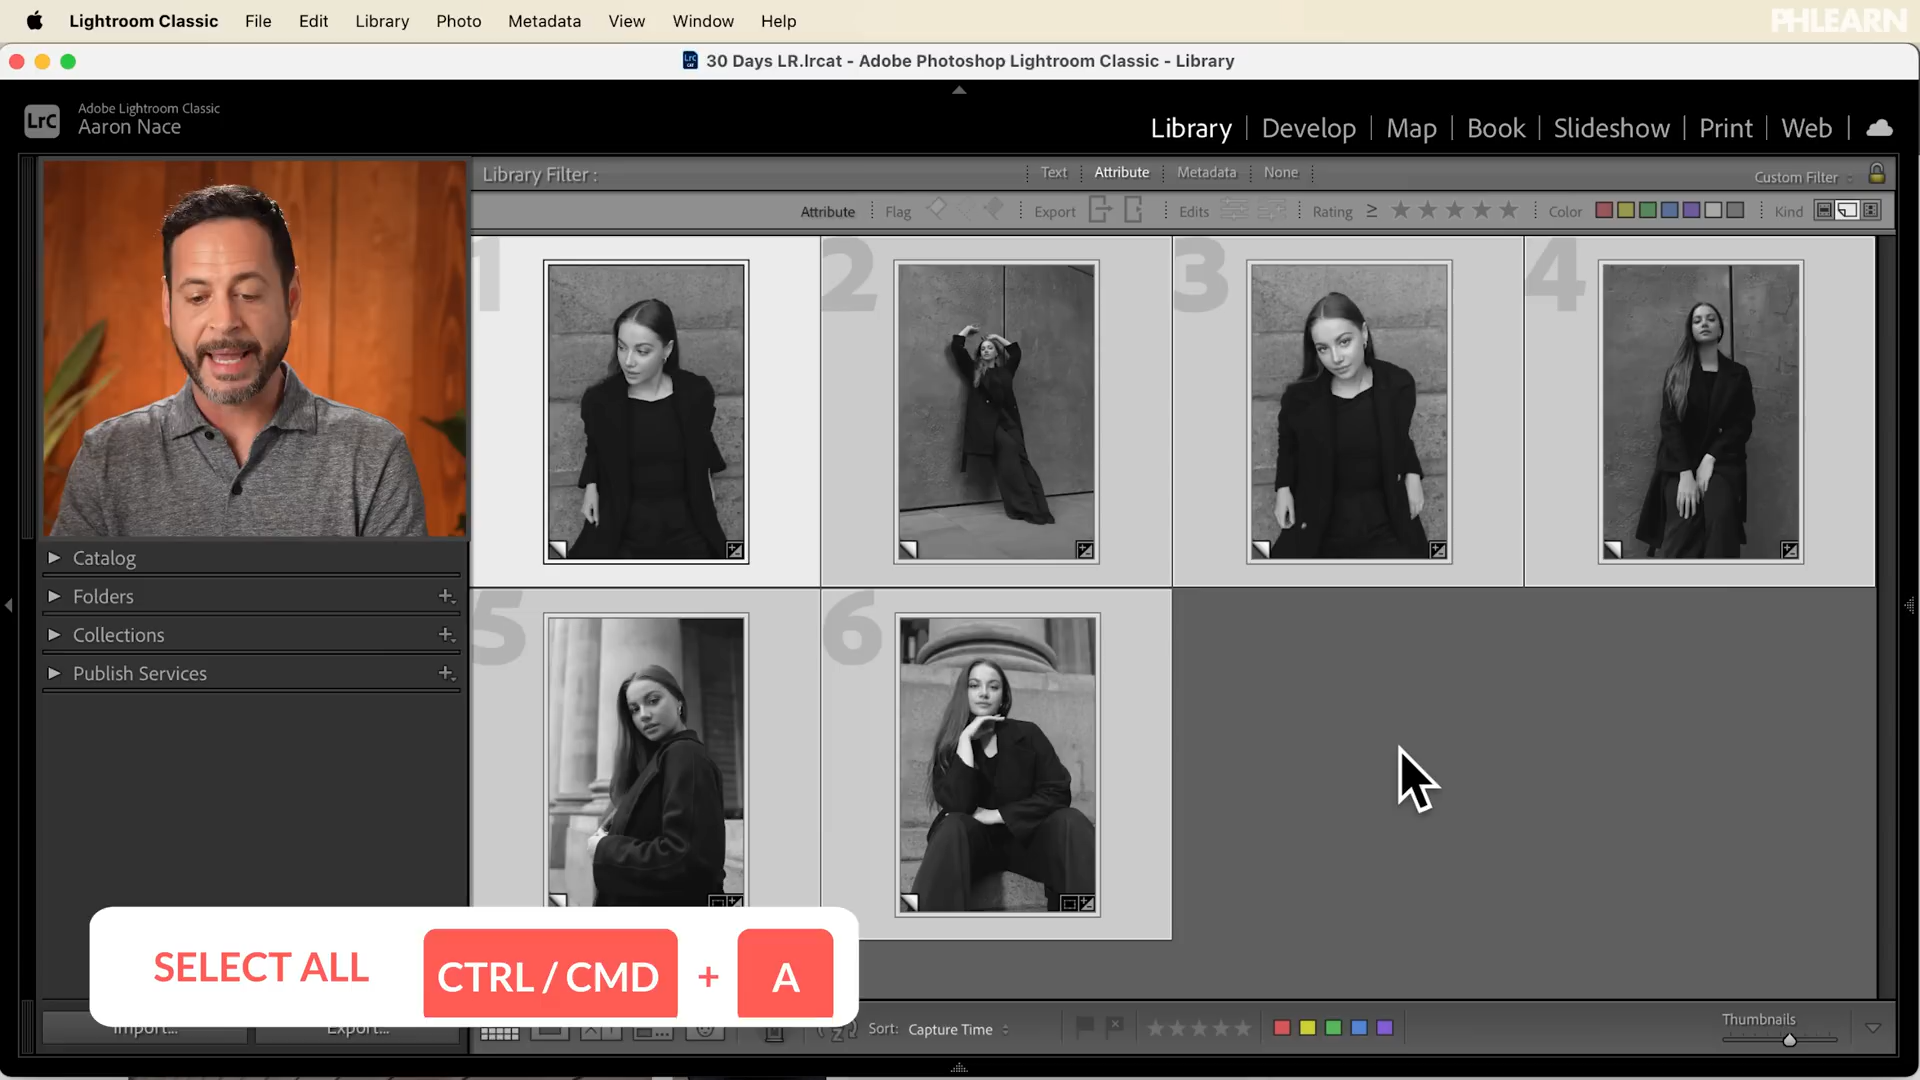 Lightroom Classic File Edit Library Photo Metadata View Window Help
PHLEARN
30 Days LR.lrcat - Adobe Photoshop Lightroom Classic - Library
LrC
Adobe Lightroom Classic
Aaron Nace
Library | Develop | Map | Book | Slideshow | Print | Web
Library Filter : Text Attribute Metadata None Custom Filter
Attribute Flag Export Edits Rating ≥ Color Kind
1 2 3 4
5 6
Catalog
Folders
Collections
Publish Services
SELECT ALL CTRL / CMD + A
Import... Export...
Sort: Capture Time
Thumbnails